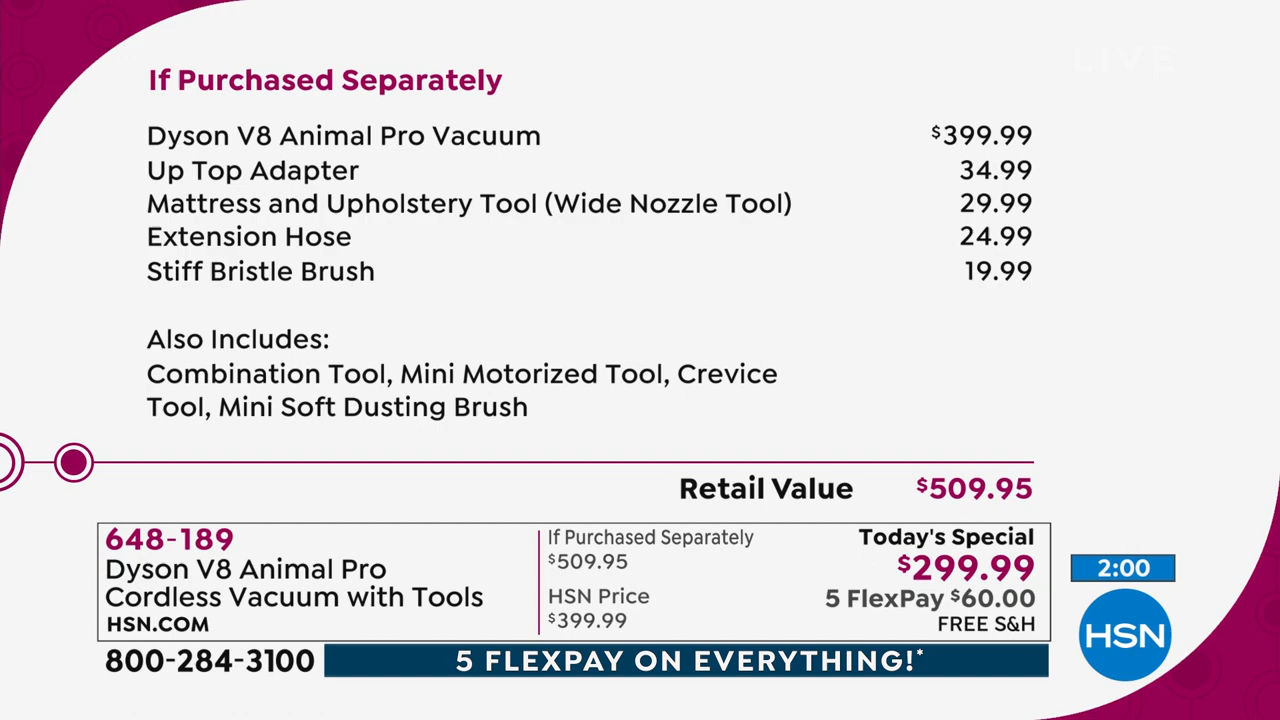 LIVE
If Purchased Separately
Dyson V8 Animal Pro Vacuum $399.99
Up Top Adapter 34.99
Mattress and Upholstery Tool (Wide Nozzle Tool) 29.99
Extension Hose 24.99
Stiff Bristle Brush 19.99
Also Includes:
Combination Tool, Mini Motorized Tool, Crevice
Tool, Mini Soft Dusting Brush
Retail Value $509.95
648-189
Dyson V8 Animal Pro
Cordless Vacuum with Tools
HSN.COM
If Purchased Separately
$509.95
HSN Price
$399.99
Today's Special
$299.99
5 FlexPay $60.00
FREE S&H
2:00
HSN
800-284-3100
5 FLEXPAY ON EVERYTHING!*